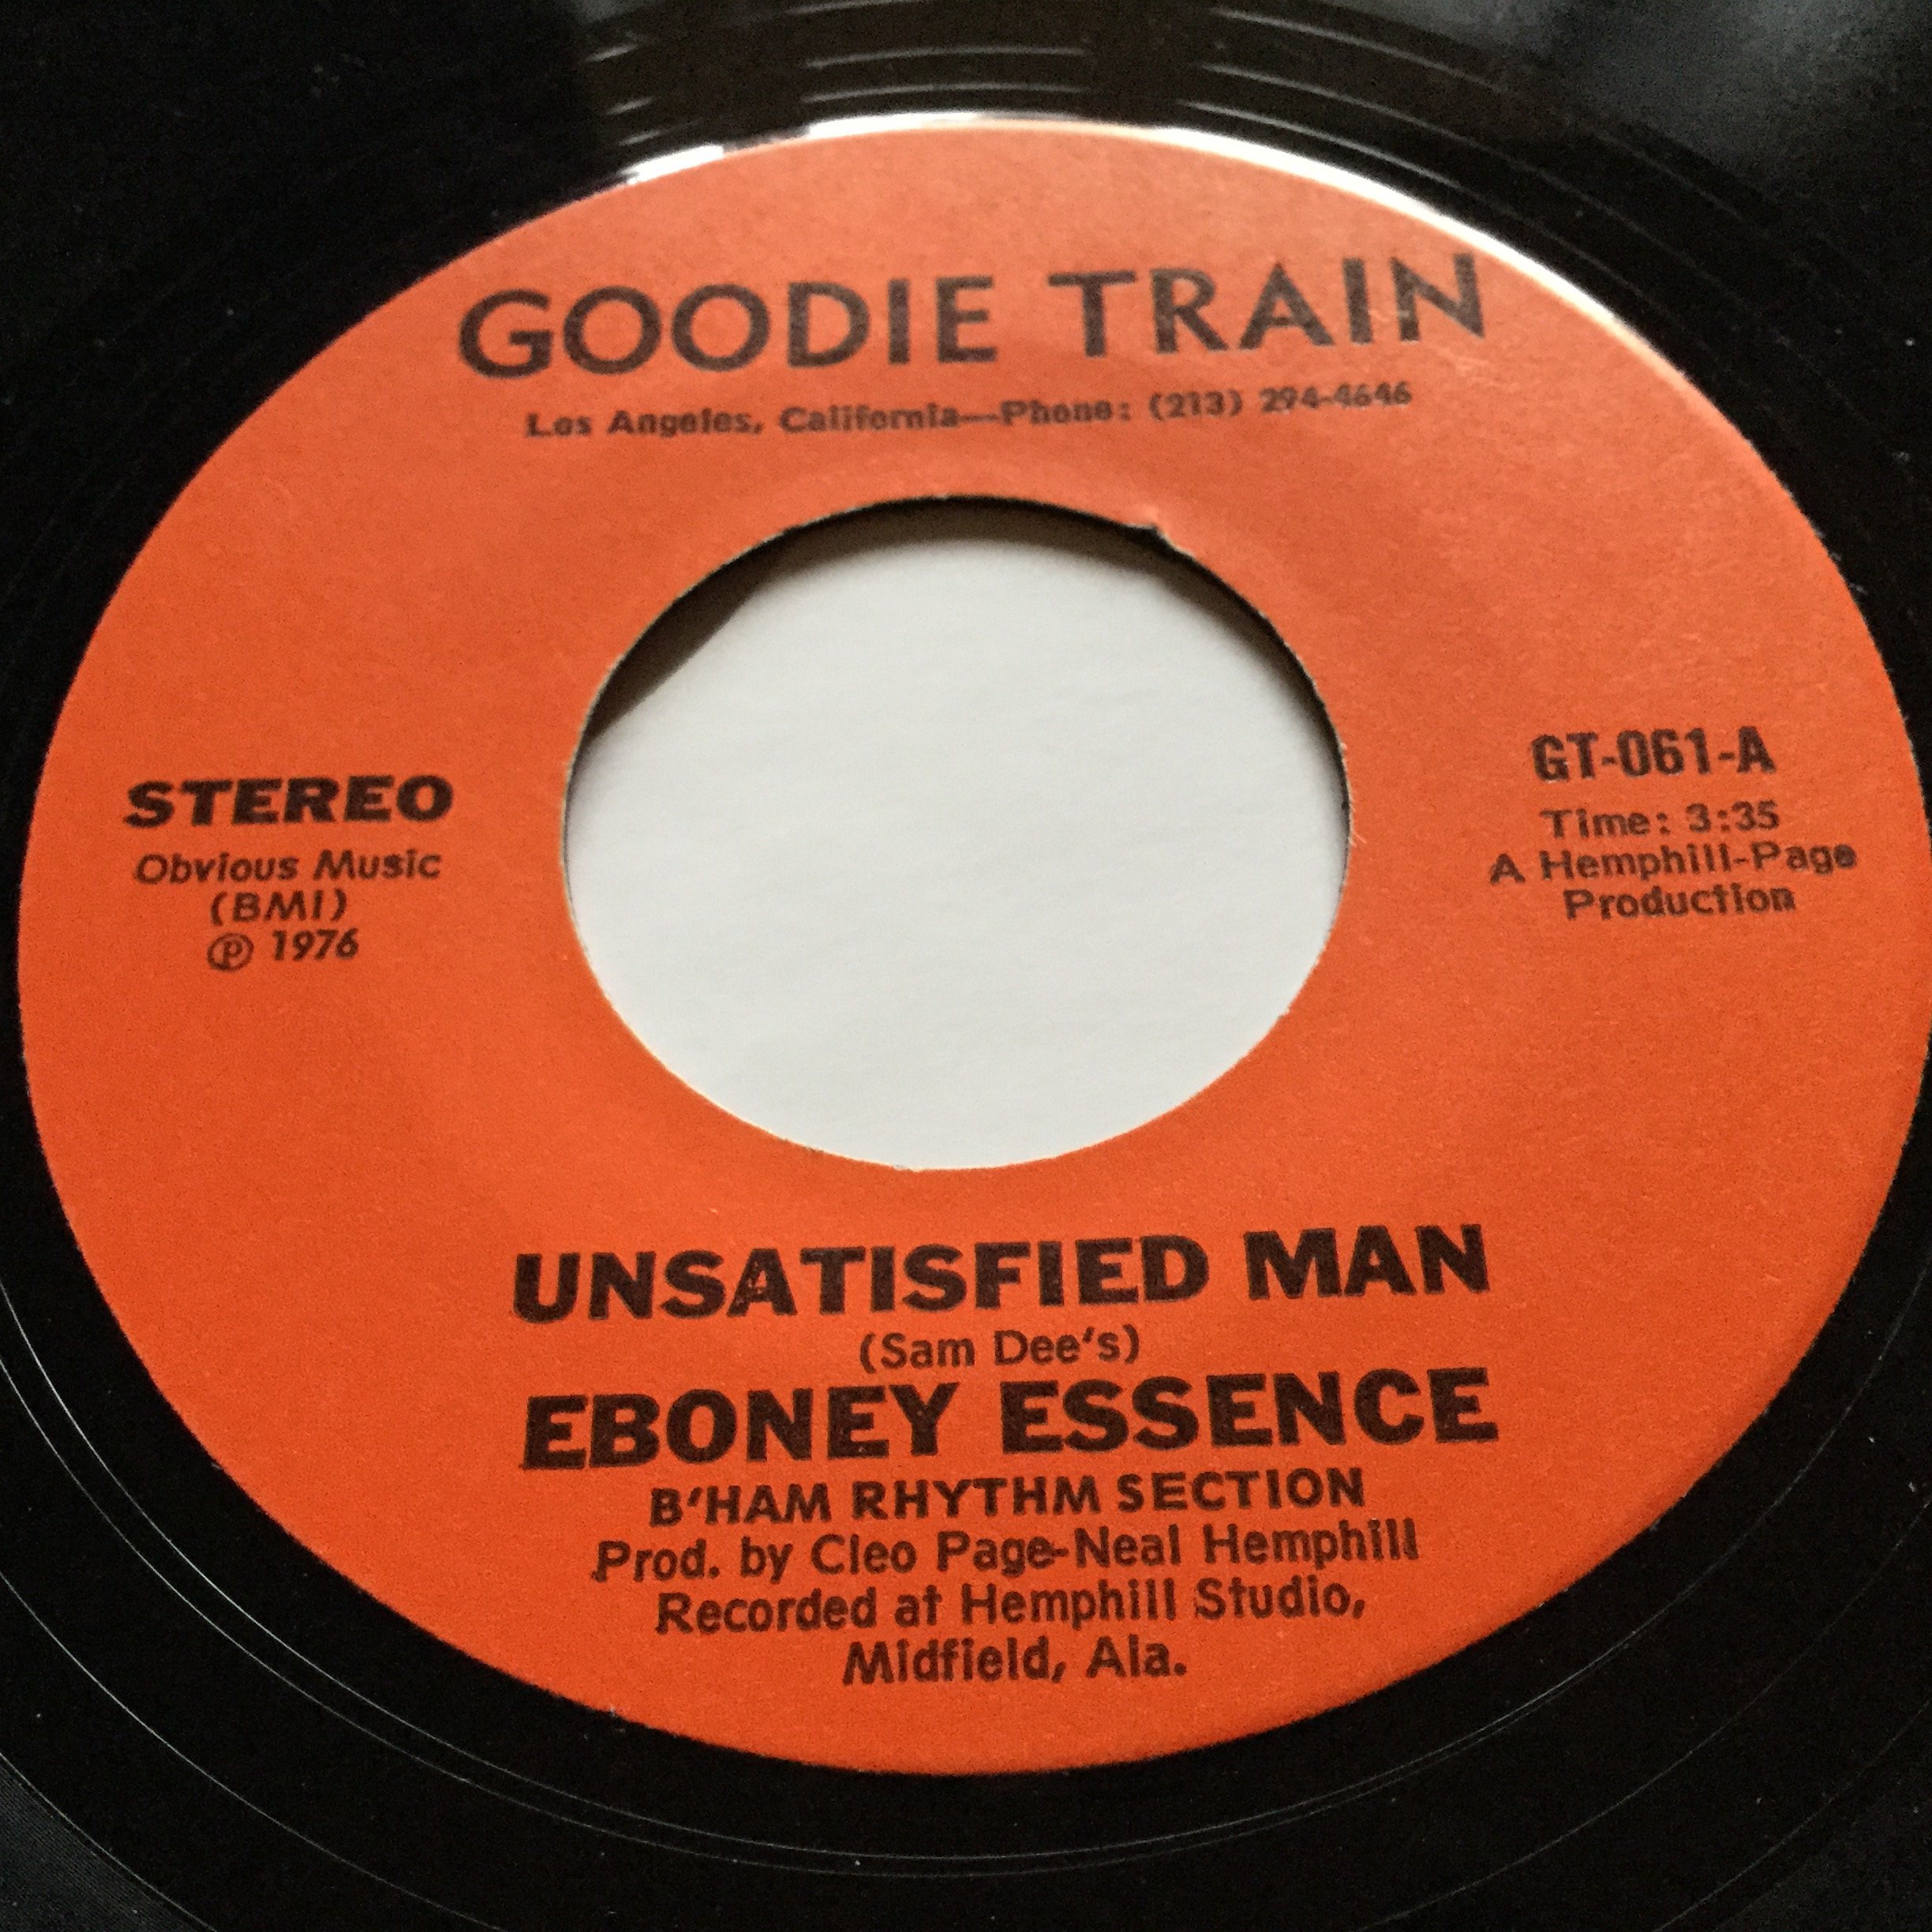 GOODIE TRAIN
Los Angeles, California—Phone: (213) 294-4646
STEREO
Obvious Music
(BMI)
℗ 1976
GT-061-A
Time: 3:35
A Hemphill-Page
Production
UNSATISFIED MAN
(Sam Dee's)
EBONEY ESSENCE
B'HAM RHYTHM SECTION
Prod. by Cleo Page-Neal Hemphill
Recorded at Hemphill Studio,
Midfield, Ala.